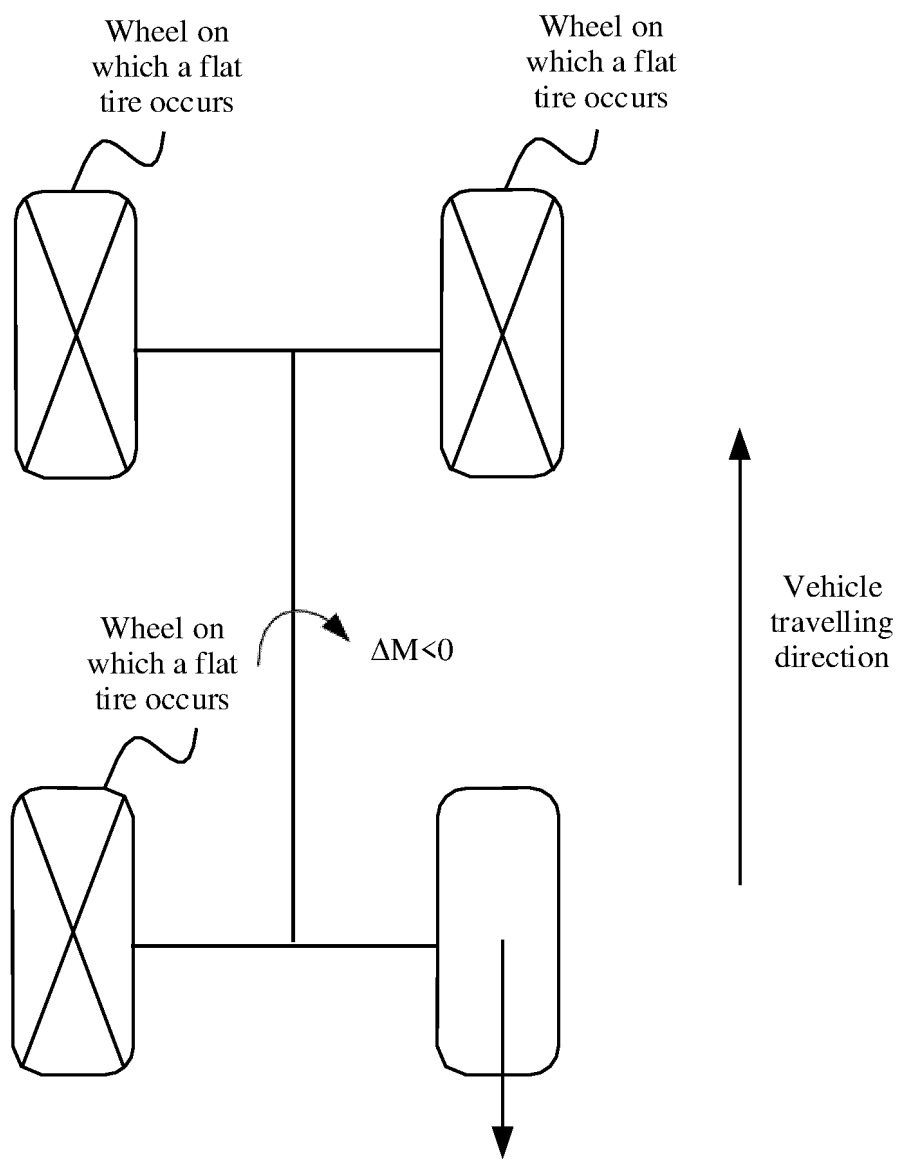 Wheel on
which a flat
tire occurs
Wheel on
which a flat
tire occurs
Vehicle
travelling
direction
Wheel on
which a flat
tire occurs
ΔM<0